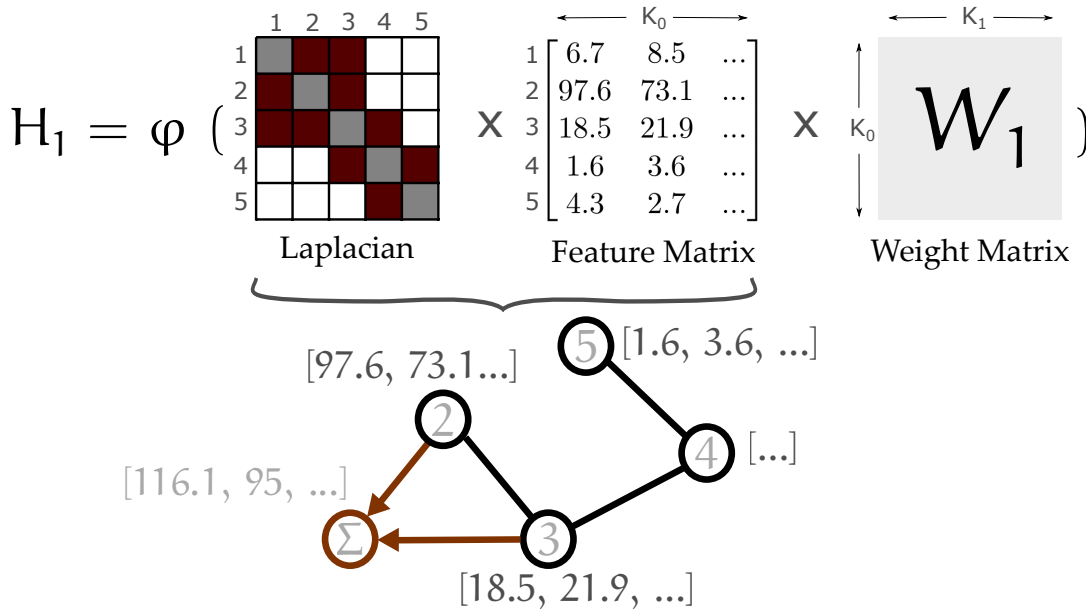 1 2 3 4 5
K₀
K₁
1
2
3
4
5
H₁ = φ (
x
1 [ 6.7 8.5 ...
2 97.6 73.1 ...
3 18.5 21.9 ...
4 1.6 3.6 ...
5 4.3 2.7 ... ]
x
K₀
W₁
)
Laplacian
Feature Matrix
Weight Matrix
5
[1.6, 3.6, ...]
[97.6, 73.1...]
2
4
[...]
[116.1, 95, ...]
Σ
3
[18.5, 21.9, ...]